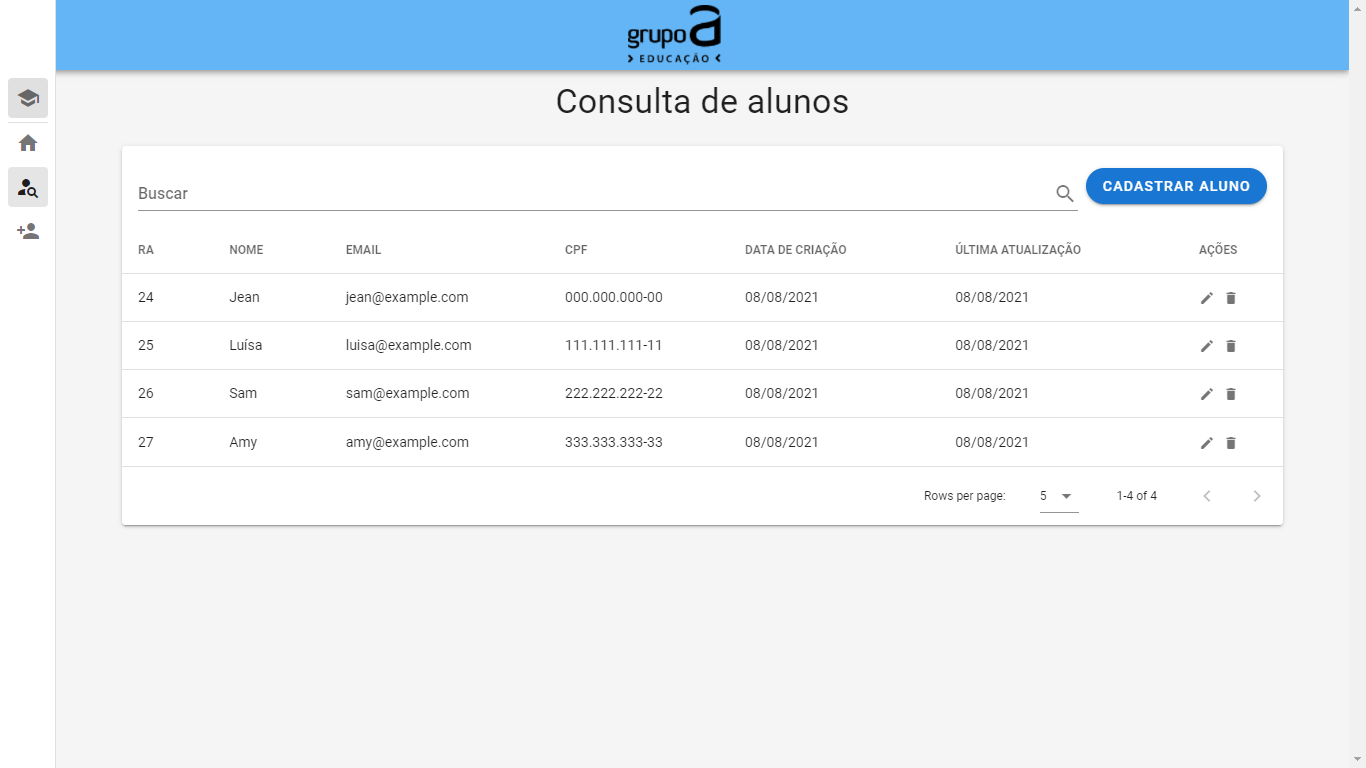 grupo a
EDUCAÇÃO
Consulta de alunos
Buscar
CADASTRAR ALUNO
RA NOME EMAIL CPF DATA DE CRIAÇÃO ÚLTIMA ATUALIZAÇÃO AÇÕES
24 Jean jean@example.com 000.000.000-00 08/08/2021 08/08/2021
25 Luísa luisa@example.com 111.111.111-11 08/08/2021 08/08/2021
26 Sam sam@example.com 222.222.222-22 08/08/2021 08/08/2021
27 Amy amy@example.com 333.333.333-33 08/08/2021 08/08/2021
Rows per page: 5 1-4 of 4